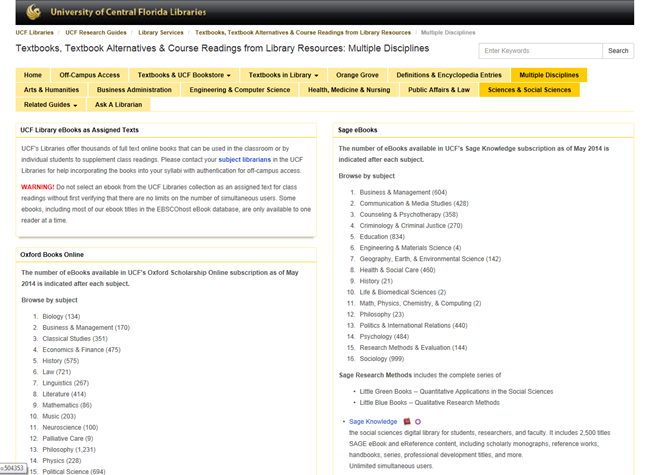 University of Central Florida Libraries
UCF Libraries / UCF Research Guides / Library Services / Textbooks, Textbook Alternatives & Course Readings from Library Resources / Multiple Disciplines
Textbooks, Textbook Alternatives & Course Readings from Library Resources: Multiple Disciplines
Enter Keywords Search
Home Off-Campus Access Textbooks & UCF Bookstore Textbooks in Library Orange Grove Definitions & Encyclopedia Entries Multiple Disciplines
Arts & Humanities Business Administration Engineering & Computer Science Health, Medicine & Nursing Public Affairs & Law Sciences & Social Sciences
Related Guides Ask A Librarian
UCF Library eBooks as Assigned Texts
UCF's Libraries offer thousands of full text online books that can be used in the classroom or by
individual students to supplement class readings. Please contact your subject librarians in the UCF
Libraries for help incorporating the books into your syllabi with authentication for off-campus access.
WARNING! Do not select an ebook from the UCF Libraries collection as an assigned text for class
readings without first verifying that there are no limits on the number of simultaneous users. Some
ebooks, including most of our ebook titles in the EBSCOhost eBook database, are only available to one
reader at a time.
Oxford Books Online
The number of eBooks available in UCF's Oxford Scholarship Online subscription as of May
2014 is indicated after each subject.
Browse by subject
1. Biology (134)
2. Business & Management (170)
3. Classical Studies (351)
4. Economics & Finance (475)
5. History (575)
6. Law (721)
7. Linguistics (267)
8. Literature (414)
9. Mathematics (86)
10. Music (203)
11. Neuroscience (100)
12. Palliative Care (9)
13. Philosophy (1,231)
14. Physics (228)
15. Political Science (694)
=504353
Sage eBooks
The number of eBooks available in UCF's Sage Knowledge subscription as of May 2014 is
indicated after each subject.
Browse by subject
1. Business & Management (604)
2. Communication & Media Studies (428)
3. Counseling & Psychotherapy (358)
4. Criminology & Criminal Justice (270)
5. Education (834)
6. Engineering & Materials Science (4)
7. Geography, Earth, & Environmental Science (142)
8. Health & Social Care (460)
9. History (21)
10. Life & Biomedical Sciences (2)
11. Math, Physics, Chemistry, & Computing (2)
12. Philosophy (23)
13. Politics & International Relations (440)
14. Psychology (484)
15. Research Methods & Evaluation (144)
16. Sociology (999)
Sage Research Methods includes the complete series of
• Little Green Books -- Quantitative Applications in the Social Sciences
• Little Blue Books -- Qualitative Research Methods
• Sage Knowledge
the social sciences digital library for students, researchers, and faculty. It includes 2,500 titles
SAGE eBook and eReference content, including scholarly monographs, reference works,
handbooks, series, professional development titles, and more.
Unlimited simultaneous users.